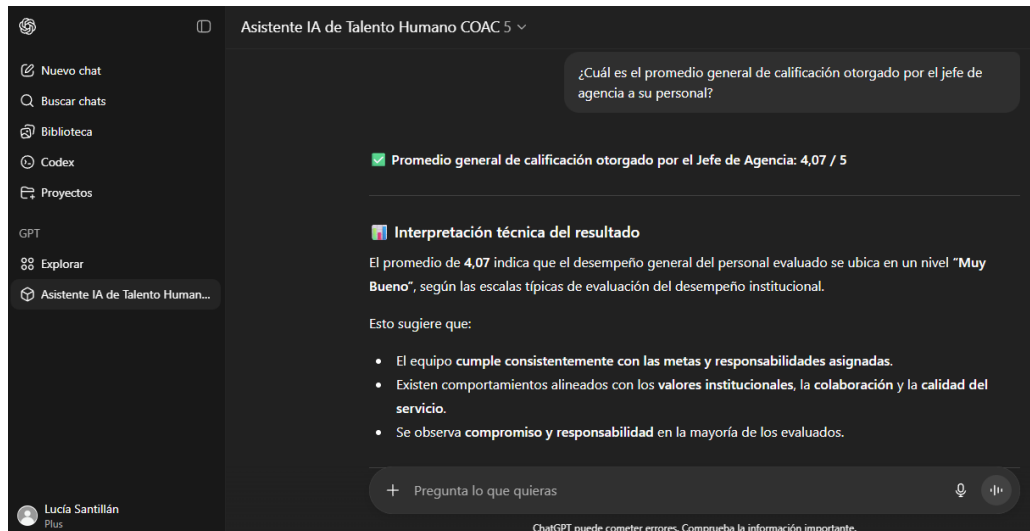 Asistente IA de Talento Humano COAC 5
Nuevo chat
Buscar chats
Biblioteca
Codex
Proyectos
GPT
Explorar
Asistente IA de Talento Human...
Lucía Santillán
Plus
¿Cuál es el promedio general de calificación otorgado por el jefe de
agencia a su personal?
Promedio general de calificación otorgado por el Jefe de Agencia: 4,07 / 5
Interpretación técnica del resultado
El promedio de 4,07 indica que el desempeño general del personal evaluado se ubica en un nivel "Muy
Bueno", según las escalas típicas de evaluación del desempeño institucional.
Esto sugiere que:
• El equipo cumple consistentemente con las metas y responsabilidades asignadas.
• Existen comportamientos alineados con los valores institucionales, la colaboración y la calidad del
servicio.
• Se observa compromiso y responsabilidad en la mayoría de los evaluados.
Pregunta lo que quieras
ChatGPT puede cometer errores. Comprueba la información importante.